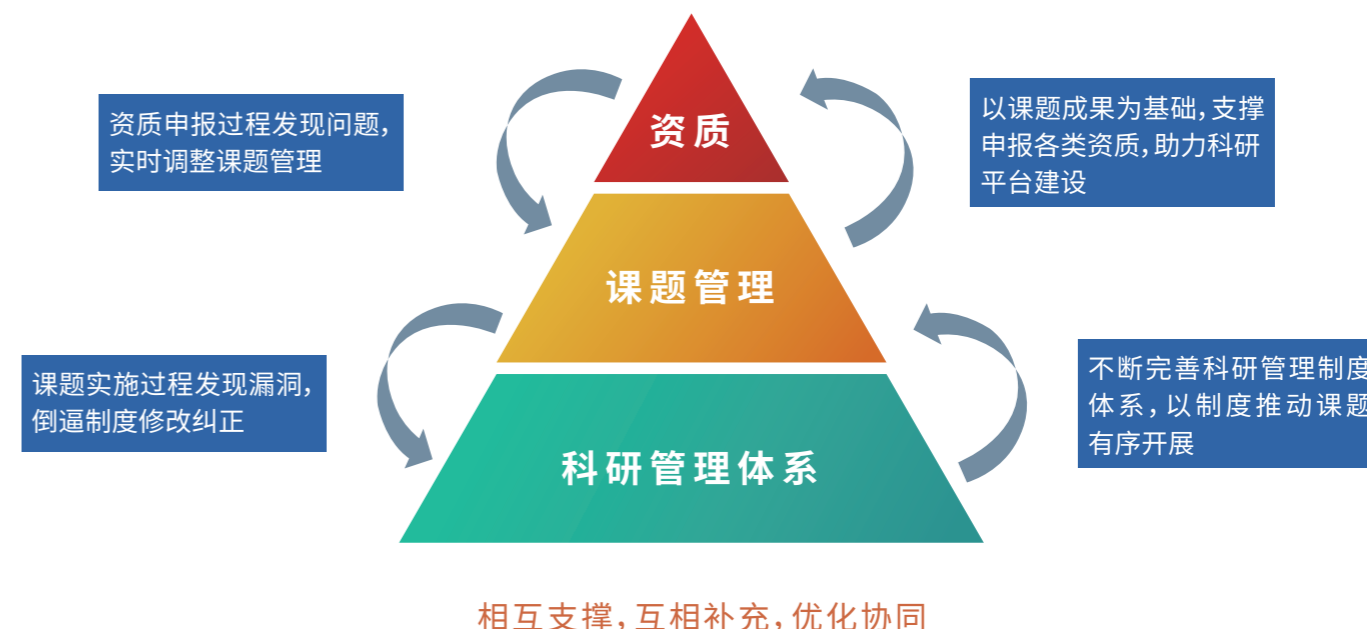 资质
资质申报过程发现问题，
实时调整课题管理
以课题成果为基础，支撑
申报各类资质，助力科研
平台建设
课题管理
课题实施过程发现漏洞，
倒逼制度修改纠正
不断完善科研管理制度
体系，以制度推动课题
有序开展
科研管理体系
相互支撑，互相补充，优化协同